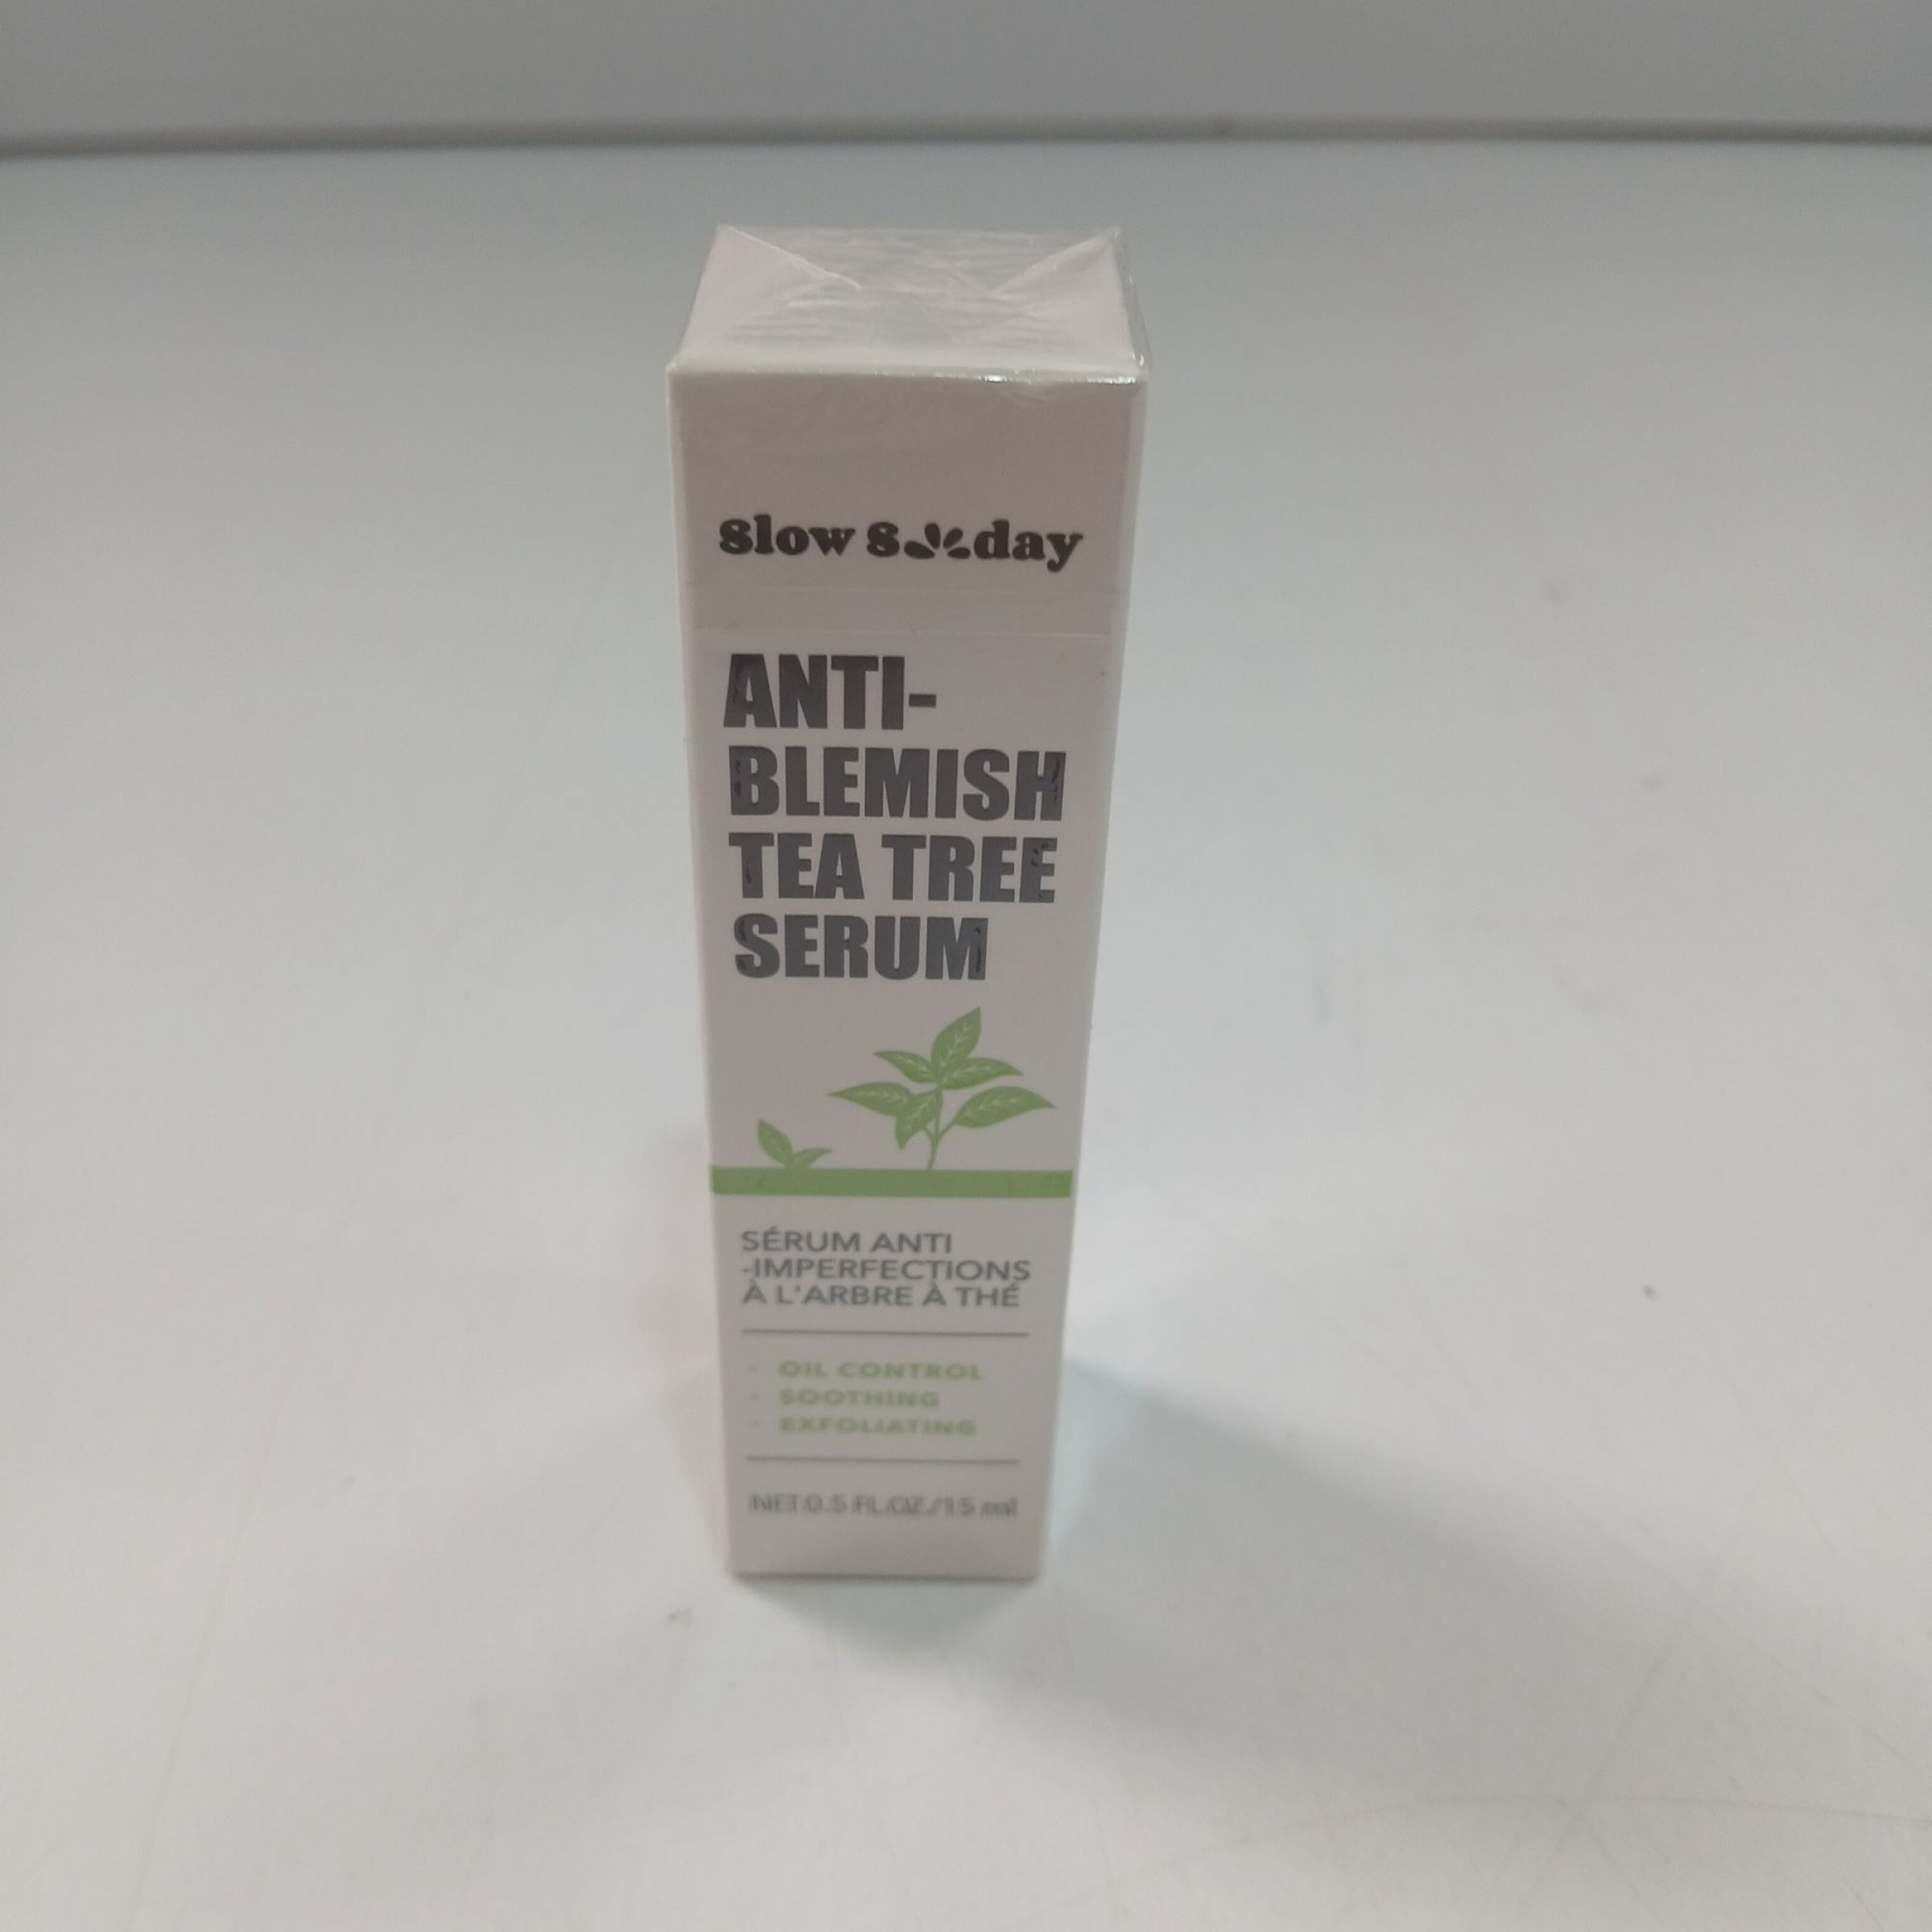 Slow Sunday
ANTI-
BLEMISH
TEA TREE
SERUM
SÉRUM ANTI
-IMPERFECTIONS
À L'ARBRE À THÉ
· OIL CONTROL
· SOOTHING
· EXFOLIATING
NET 0.5 FL.OZ./15 ml